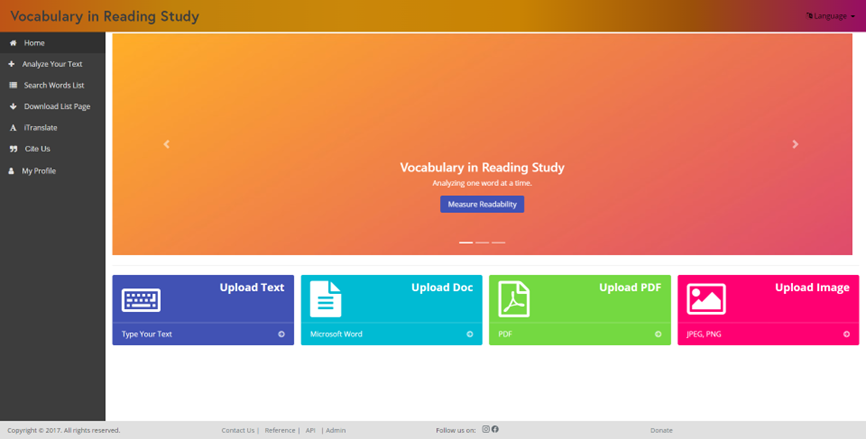 Vocabulary in Reading Study
Language
Home
Analyze Your Text
Search Words List
Download List Page
iTranslate
Cite Us
My Profile
Vocabulary in Reading Study
Analyzing one word at a time.
Measure Readability
Upload Text
Type Your Text
Upload Doc
Microsoft Word
Upload PDF
PDF
Upload Image
JPEG, PNG
Copyright © 2017. All rights reserved.
Contact Us | Reference | API | Admin
Follow us on:
Donate